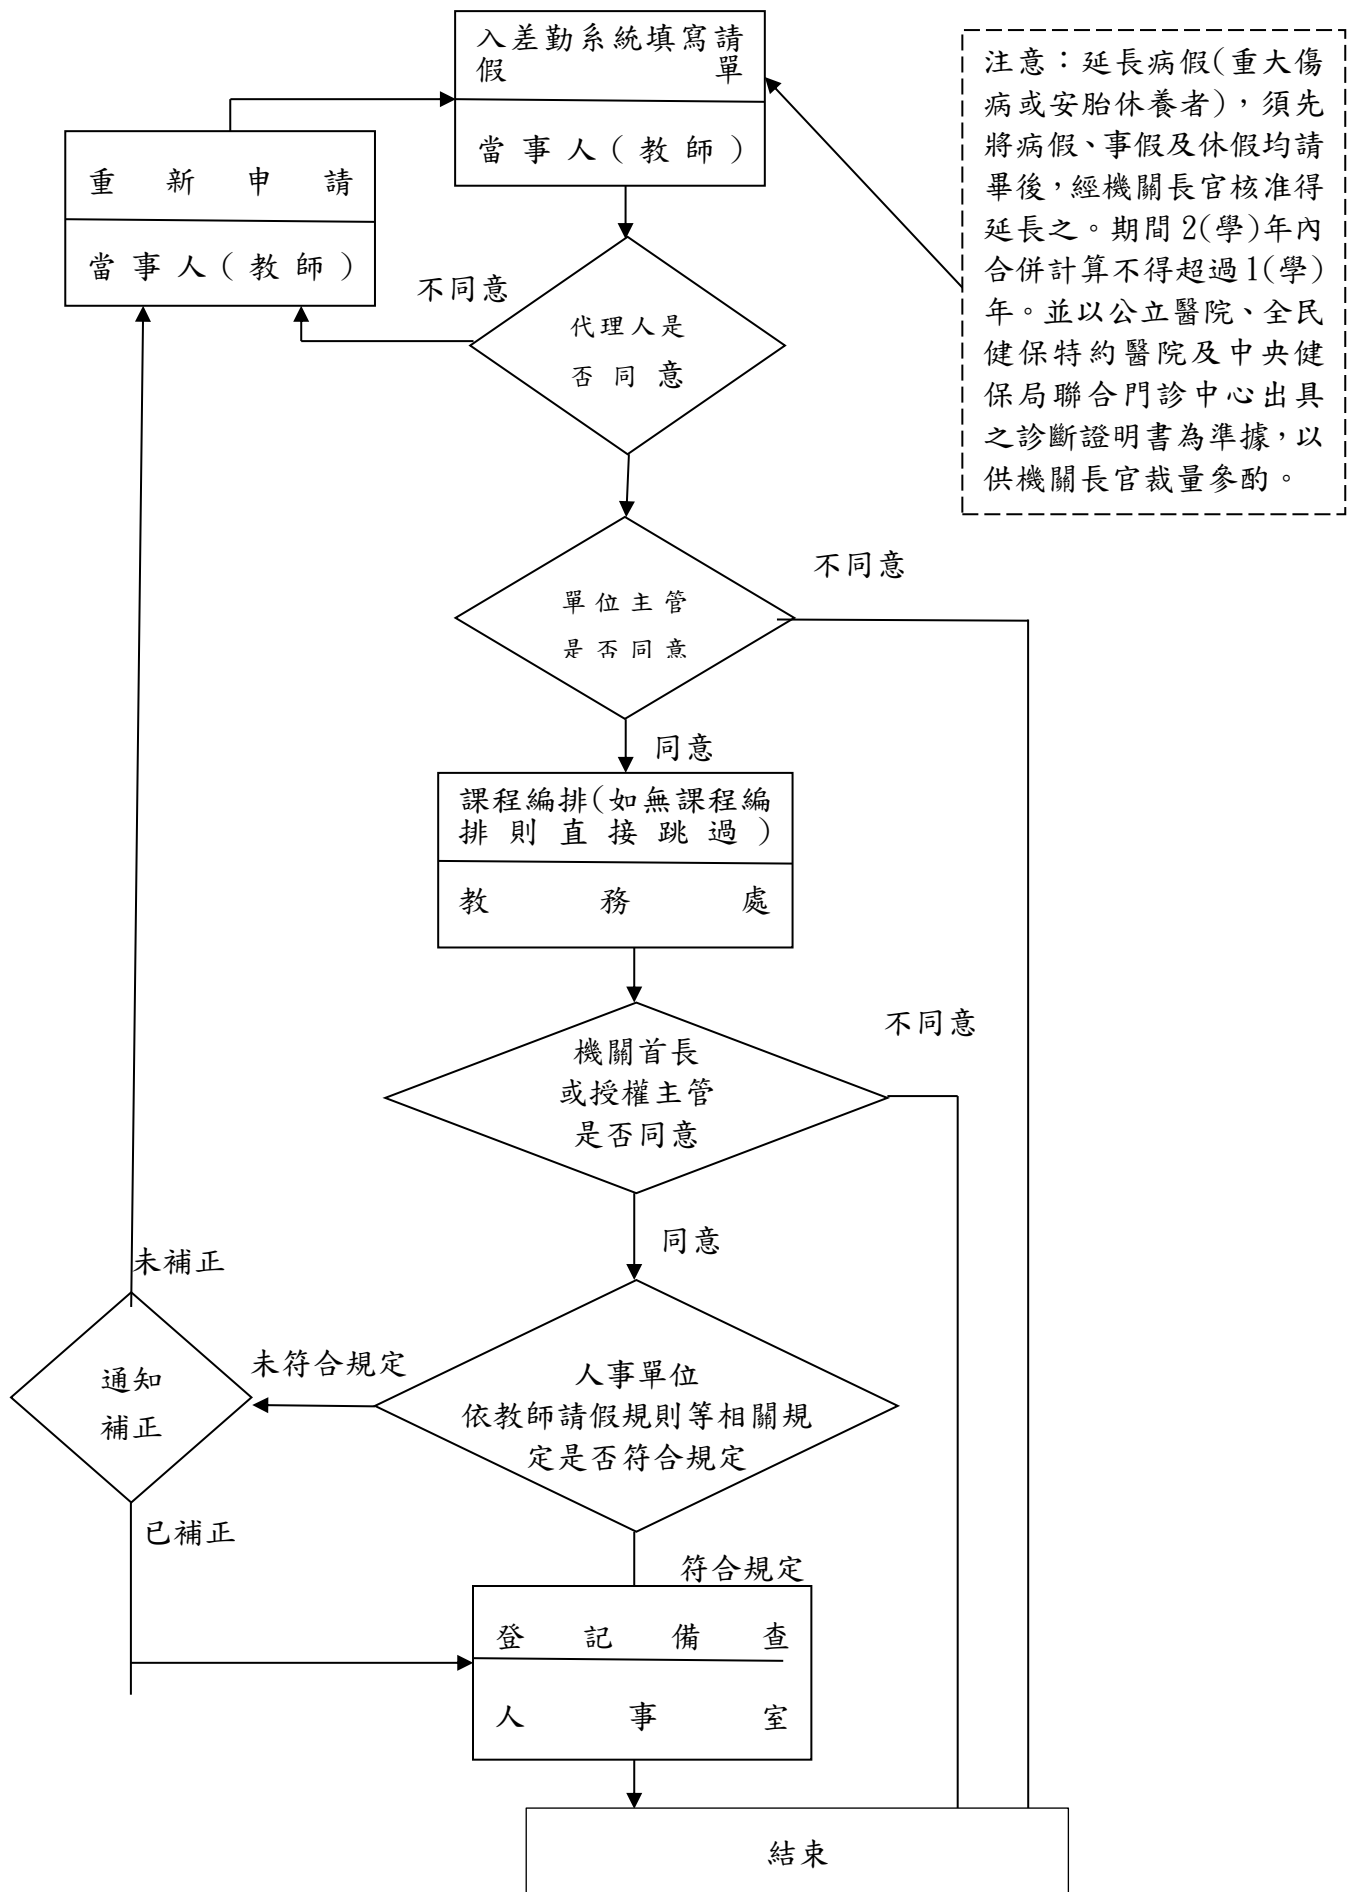 入差勤系統填寫請
假單
當事人(教師)
注意：延長病假(重大傷
病或安胎休養者)，須先
將病假、事假及休假均請
畢後，經機關長官核准得
延長之。期間2(學)年內
合併計算不得超過1(學)
年。並以公立醫院、全民
健保特約醫院及中央健
保局聯合門診中心出具
之診斷證明書為準據，以
供機關長官裁量參酌。
重新申請
當事人(教師)
不同意
代理人是
否同意
不同意
單位主管
是否同意
同意
課程編排(如無課程編
排則直接跳過)
教務處
不同意
機關首長
或授權主管
是否同意
同意
未補正
通知
補正
未符合規定
人事單位
依教師請假規則等相關規
定是否符合規定
已補正
符合規定
登記備查
人事室
結束